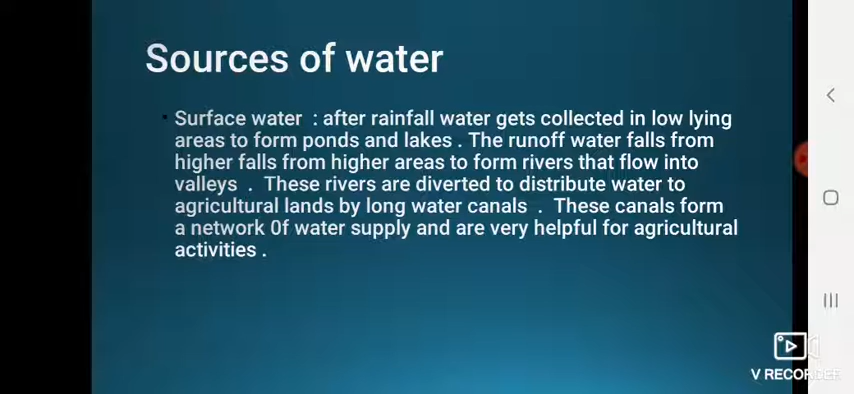 Sources of water
Surface water : after rainfall water gets collected in low lying
areas to form ponds and lakes . The runoff water falls from
higher falls from higher areas to form rivers that flow into
valleys . These rivers are diverted to distribute water to
agricultural lands by long water canals . These canals form
a network 0f water supply and are very helpful for agricultural
activities .
V RECORDER